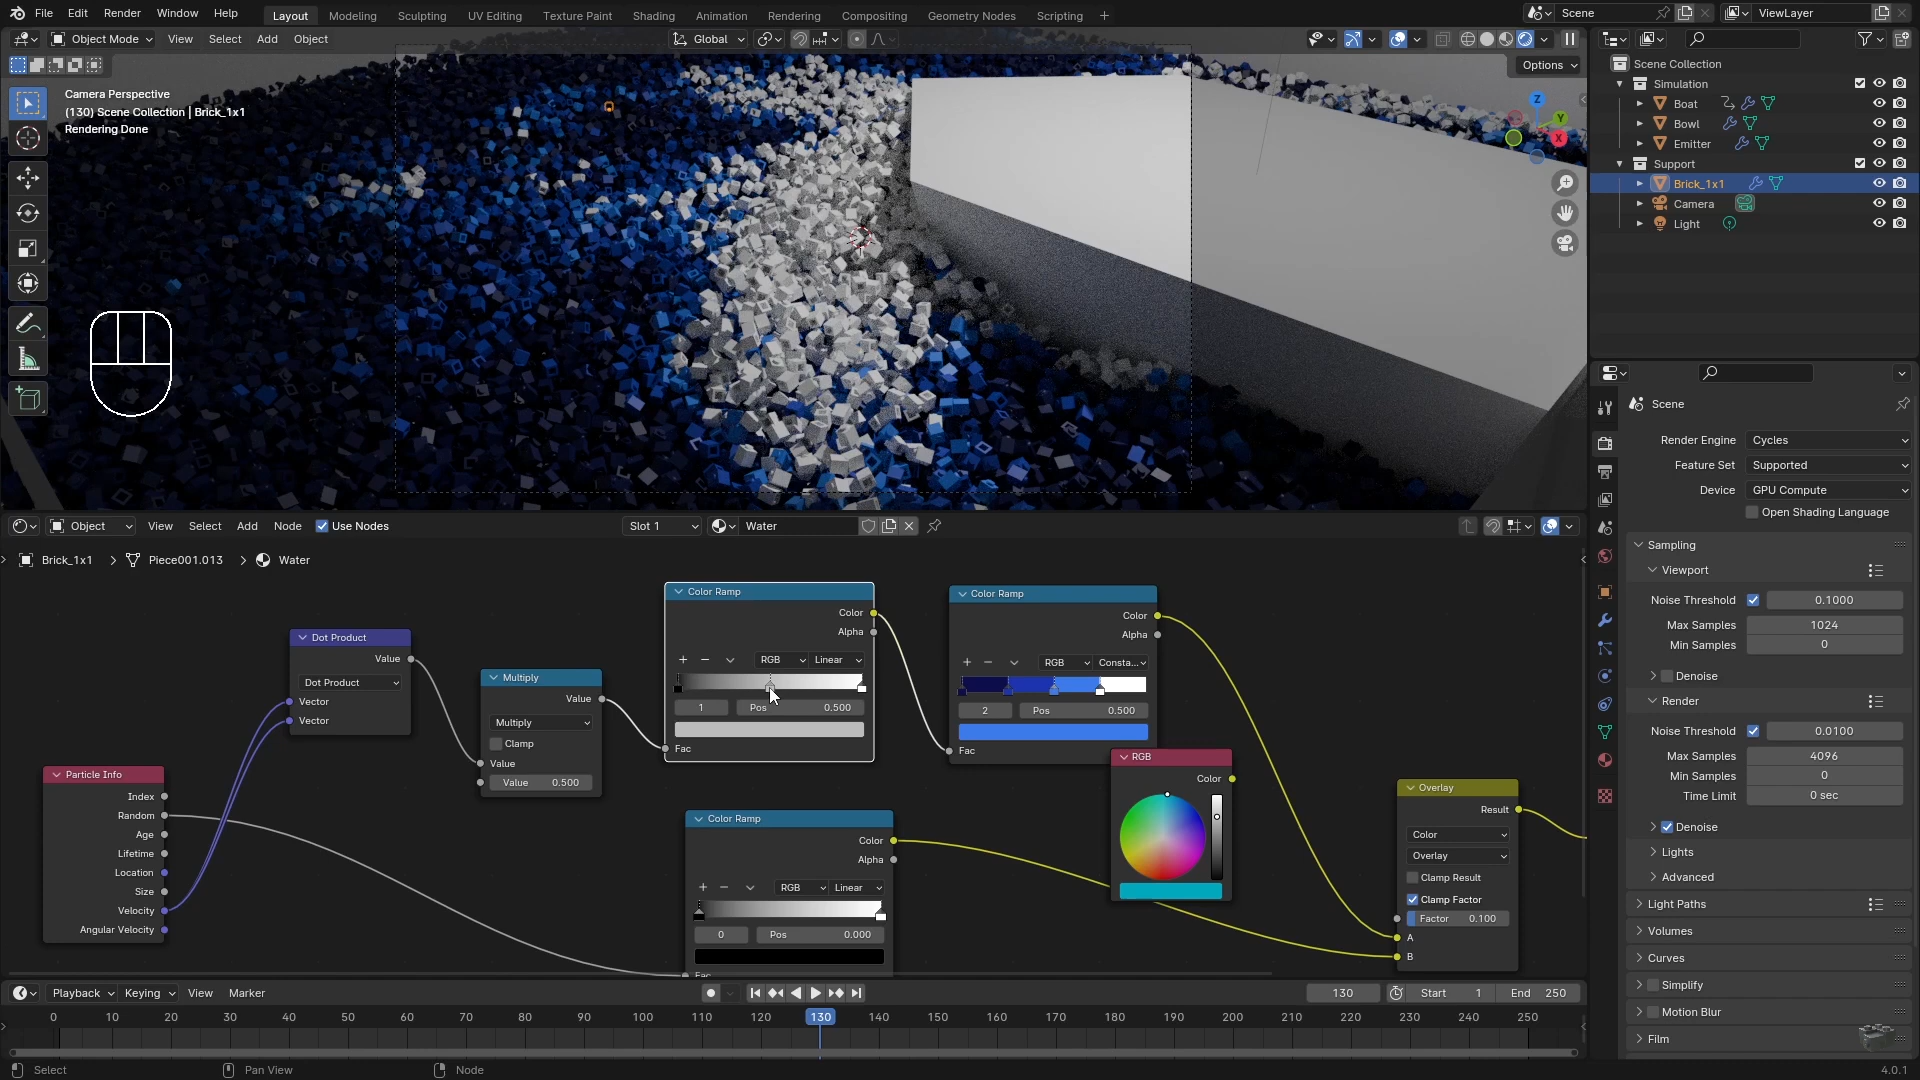 File Edit Render Window Help Layout Modeling Sculpting UV Editing Texture Paint Shading Animation Rendering Compositing Geometry Nodes Scripting + Scene ViewLayer
Object Mode View Select Add Object Global
Options
Camera Perspective
(130) Scene Collection | Brick_1x1
Rendering Done
Z
Y
X
Scene Collection
Simulation
Boat
Bowl
Emitter
Support
Brick_1x1
Camera
Light
Scene
Render Engine Cycles
Feature Set Supported
Device GPU Compute
Open Shading Language
Sampling
Viewport
Noise Threshold 0.1000
Max Samples 1024
Min Samples 0
Denoise
Render
Noise Threshold 0.0100
Max Samples 4096
Min Samples 0
Time Limit 0 sec
Denoise
Lights
Advanced
Light Paths
Volumes
Curves
Simplify
Motion Blur
Film
Object View Select Add Node Use Nodes Slot 1 Water
Brick_1x1 > Piece001.013 > Water
Particle Info
Index
Random
Age
Lifetime
Location
Size
Velocity
Angular Velocity
Dot Product
Value
Dot Product
Vector
Vector
Multiply
Value
Multiply
Clamp
Value
Value 0.500
Color Ramp
Color
Alpha
+ − RGB Linear
1 Pos 0.500
Fac
Color Ramp
Color
Alpha
+ − RGB Consta...
2 Pos 0.500
Fac
Color Ramp
Color
Alpha
+ − RGB Linear
0 Pos 0.000
Fac
RGB
Color
Overlay
Result
Color
Overlay
Clamp Result
Clamp Factor
Factor 0.100
A
B
Playback Keying View Marker 130 Start 1 End 250
0 10 20 30 40 50 60 70 80 90 100 110 120 130 140 150 160 170 180 190 200 210 220 230 240 250
Select Pan View Node 4.0.1